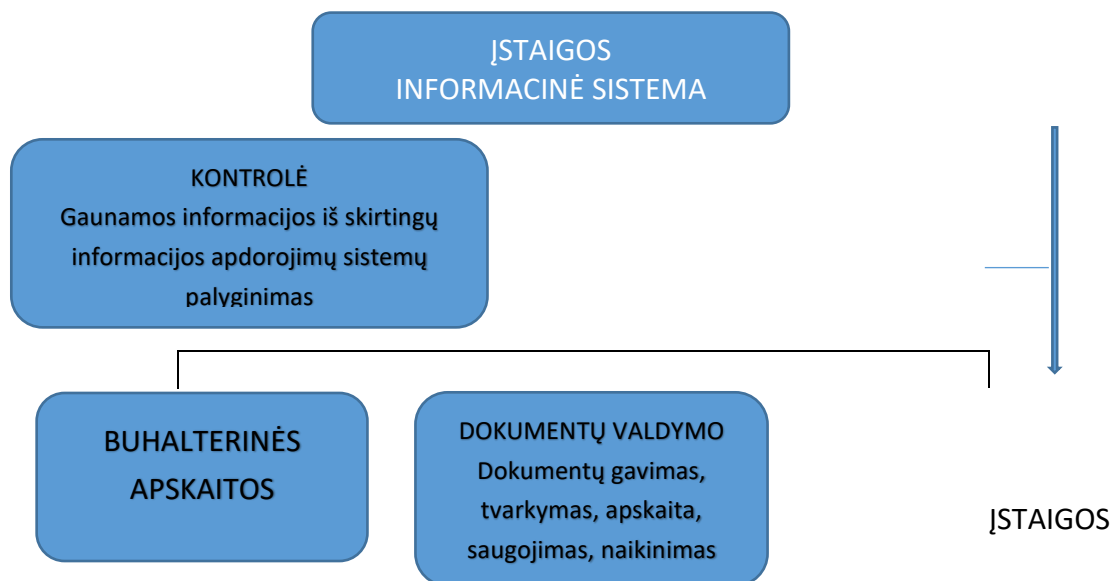 ĮSTAIGOS
INFORMACINĖ SISTEMA
KONTROLĖ
Gaunamos informacijos iš skirtingų
informacijos apdorojimų sistemų
palyginimas
BUHALTERINĖS
APSKAITOS
DOKUMENTŲ VALDYMO
Dokumentų gavimas,
tvarkymas, apskaita,
saugojimas, naikinimas
ĮSTAIGOS